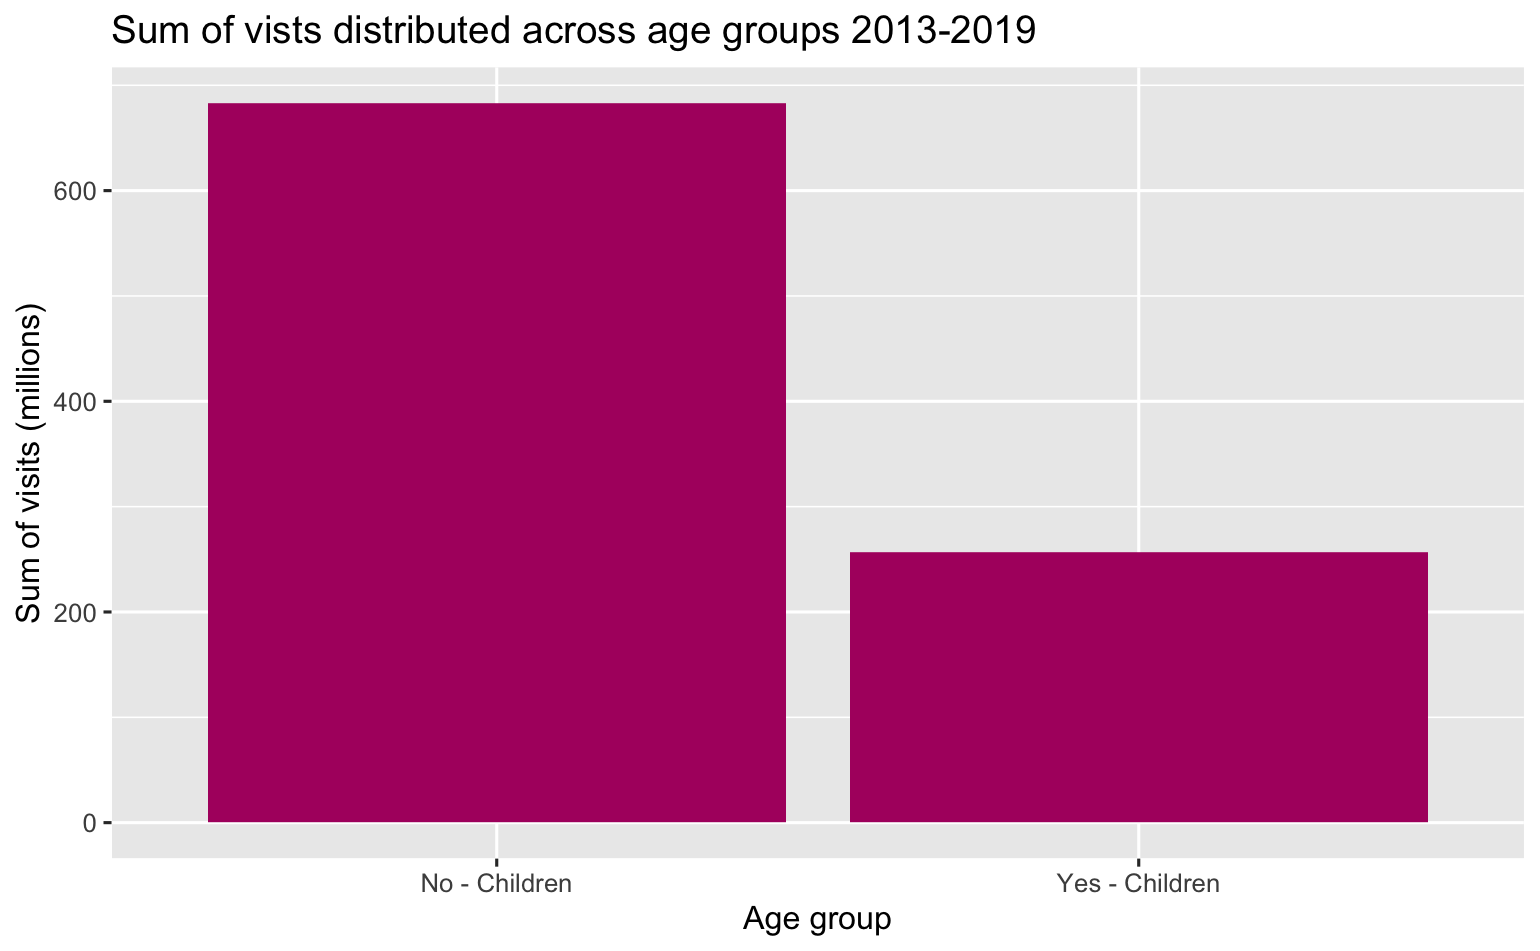 Sum of vists distributed across age groups 2013-2019
Sum of visits (millions)
600
400
200
0
No - Children
Yes - Children
Age group